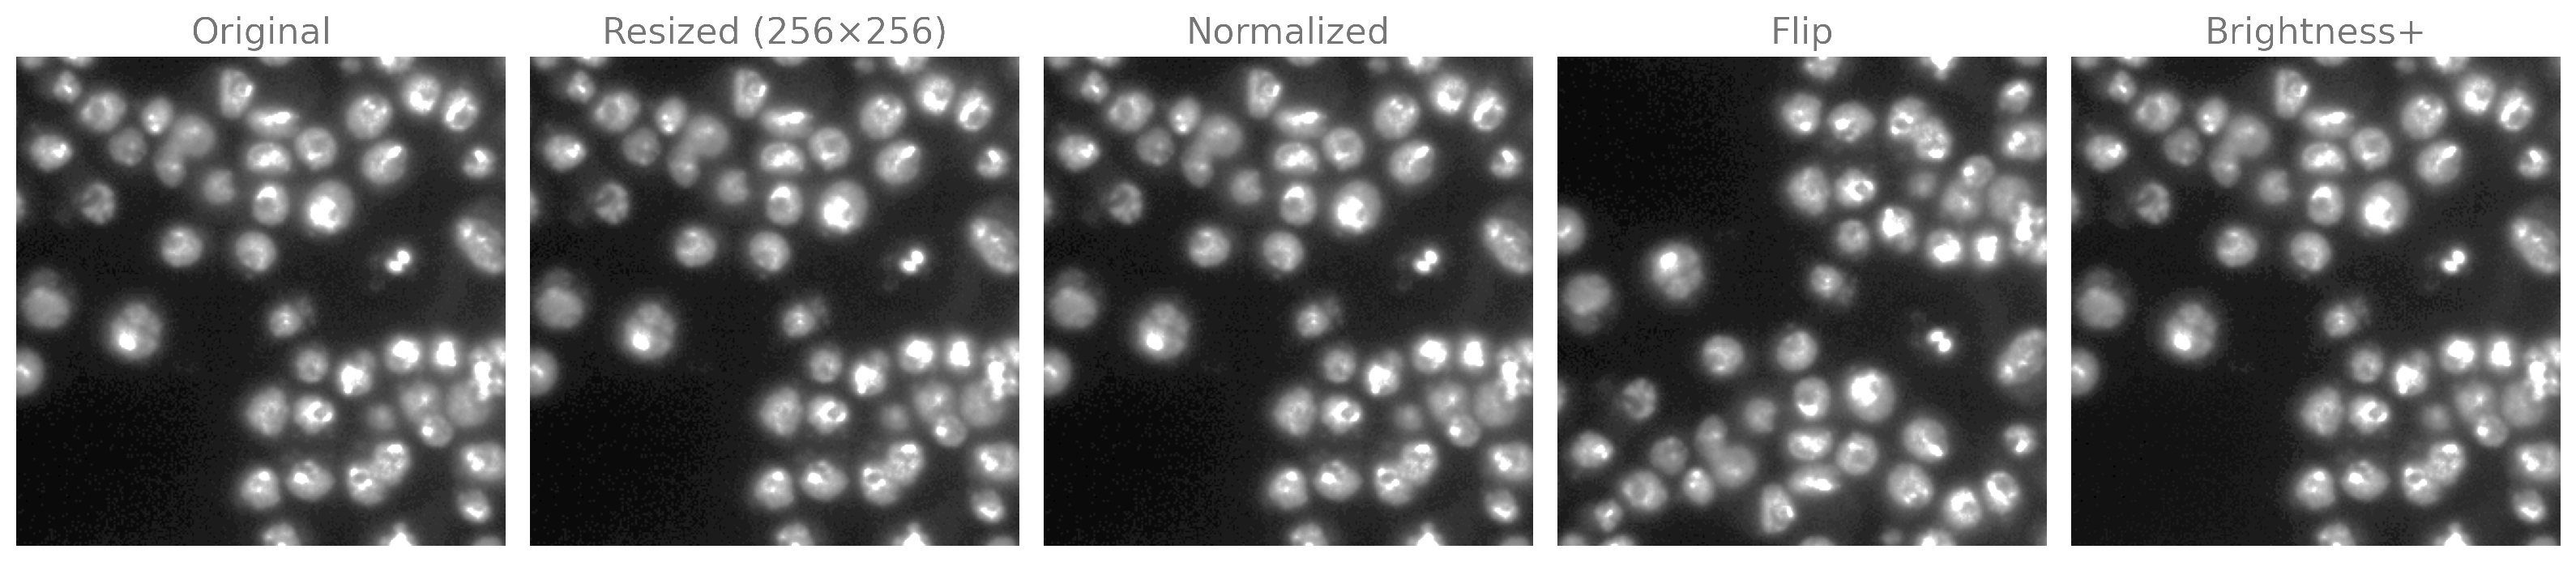 Original
Resized (256×256)
Normalized
Flip
Brightness+